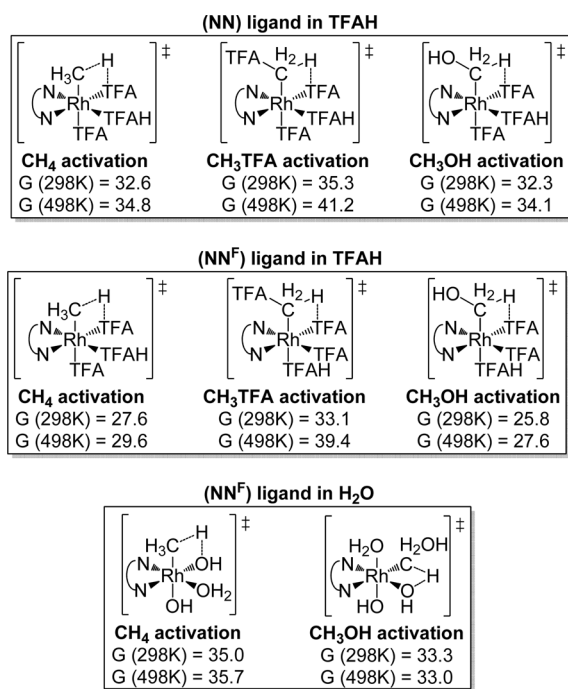 (NN) ligand in TFAH
H3C H ‡
N Rh TFA
N TFAH
TFA
CH4 activation
G (298K) = 32.6
G (498K) = 34.8
TFA H2 H ‡
C
N Rh TFA
N TFAH
TFA
CH3TFA activation
G (298K) = 35.3
G (498K) = 41.2
HO H2 H ‡
C
N Rh TFA
N TFAH
TFA
CH3OH activation
G (298K) = 32.3
G (498K) = 34.1
(NN^F) ligand in TFAH
H3C H ‡
N Rh TFA
N TFAH
TFA
CH4 activation
G (298K) = 27.6
G (498K) = 29.6
TFA H2 H ‡
C
N Rh TFA
N TFA
TFAH
CH3TFA activation
G (298K) = 33.1
G (498K) = 39.4
HO H2 H ‡
C
N Rh TFA
N TFA
TFAH
CH3OH activation
G (298K) = 25.8
G (498K) = 27.6
(NN^F) ligand in H2O
H3C H ‡
N Rh OH
N OH2
OH
CH4 activation
G (298K) = 35.0
G (498K) = 35.7
H2O H2OH ‡
N Rh C H
N O
HO H
CH3OH activation
G (298K) = 33.3
G (498K) = 33.0